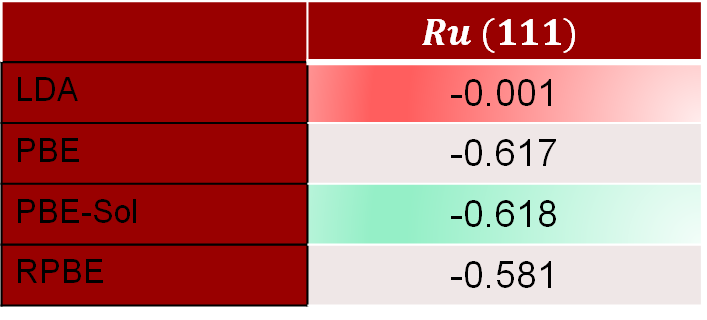 Ru (111)
LDA -0.001
PBE -0.617
PBE-Sol -0.618
RPBE -0.581